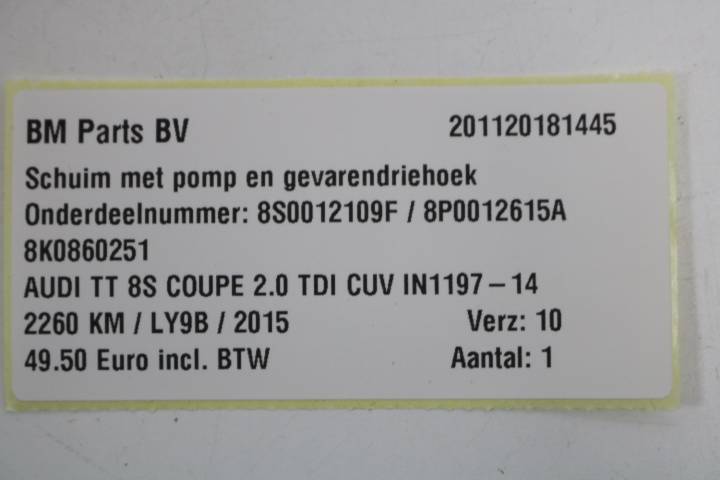 BM Parts BV 201120181445
Schuim met pomp en gevarendriehoek
Onderdeelnummer: 8S0012109F / 8P0012615A
8K0860251
AUDI TT 8S COUPE 2.0 TDI CUV IN1197-14
2260 KM / LY9B / 2015 Verz: 10
49.50 Euro incl. BTW Aantal: 1